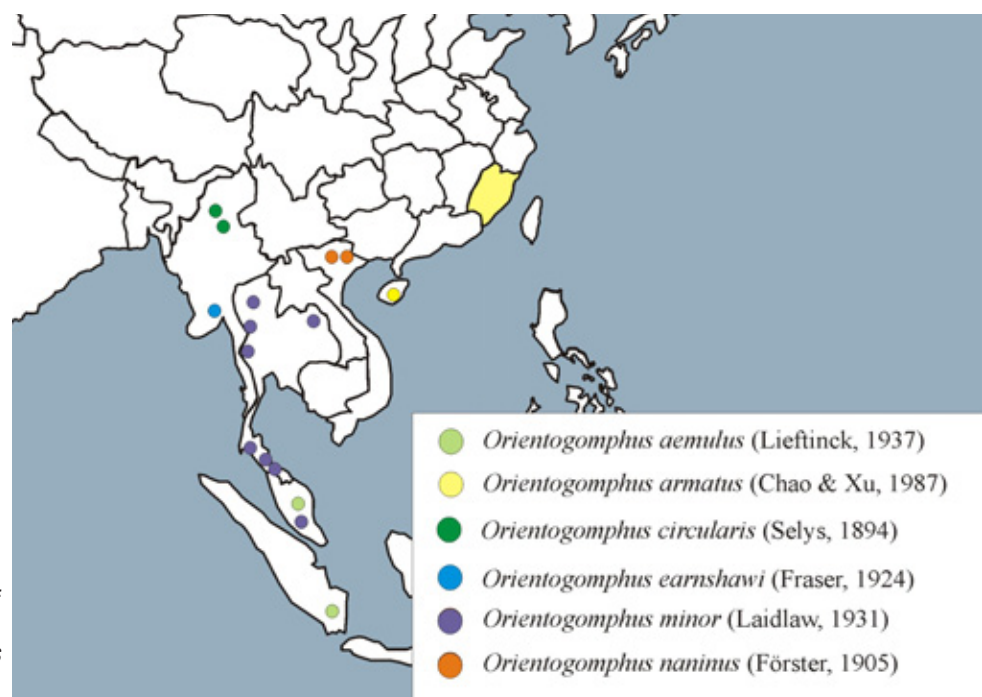 Orientogomphus aemulus (Lieftinck, 1937)
Orientogomphus armatus (Chao & Xu, 1987)
Orientogomphus circularis (Selys, 1894)
Orientogomphus earnshawi (Fraser, 1924)
Orientogomphus minor (Laidlaw, 1931)
Orientogomphus naninus (Förster, 1905)